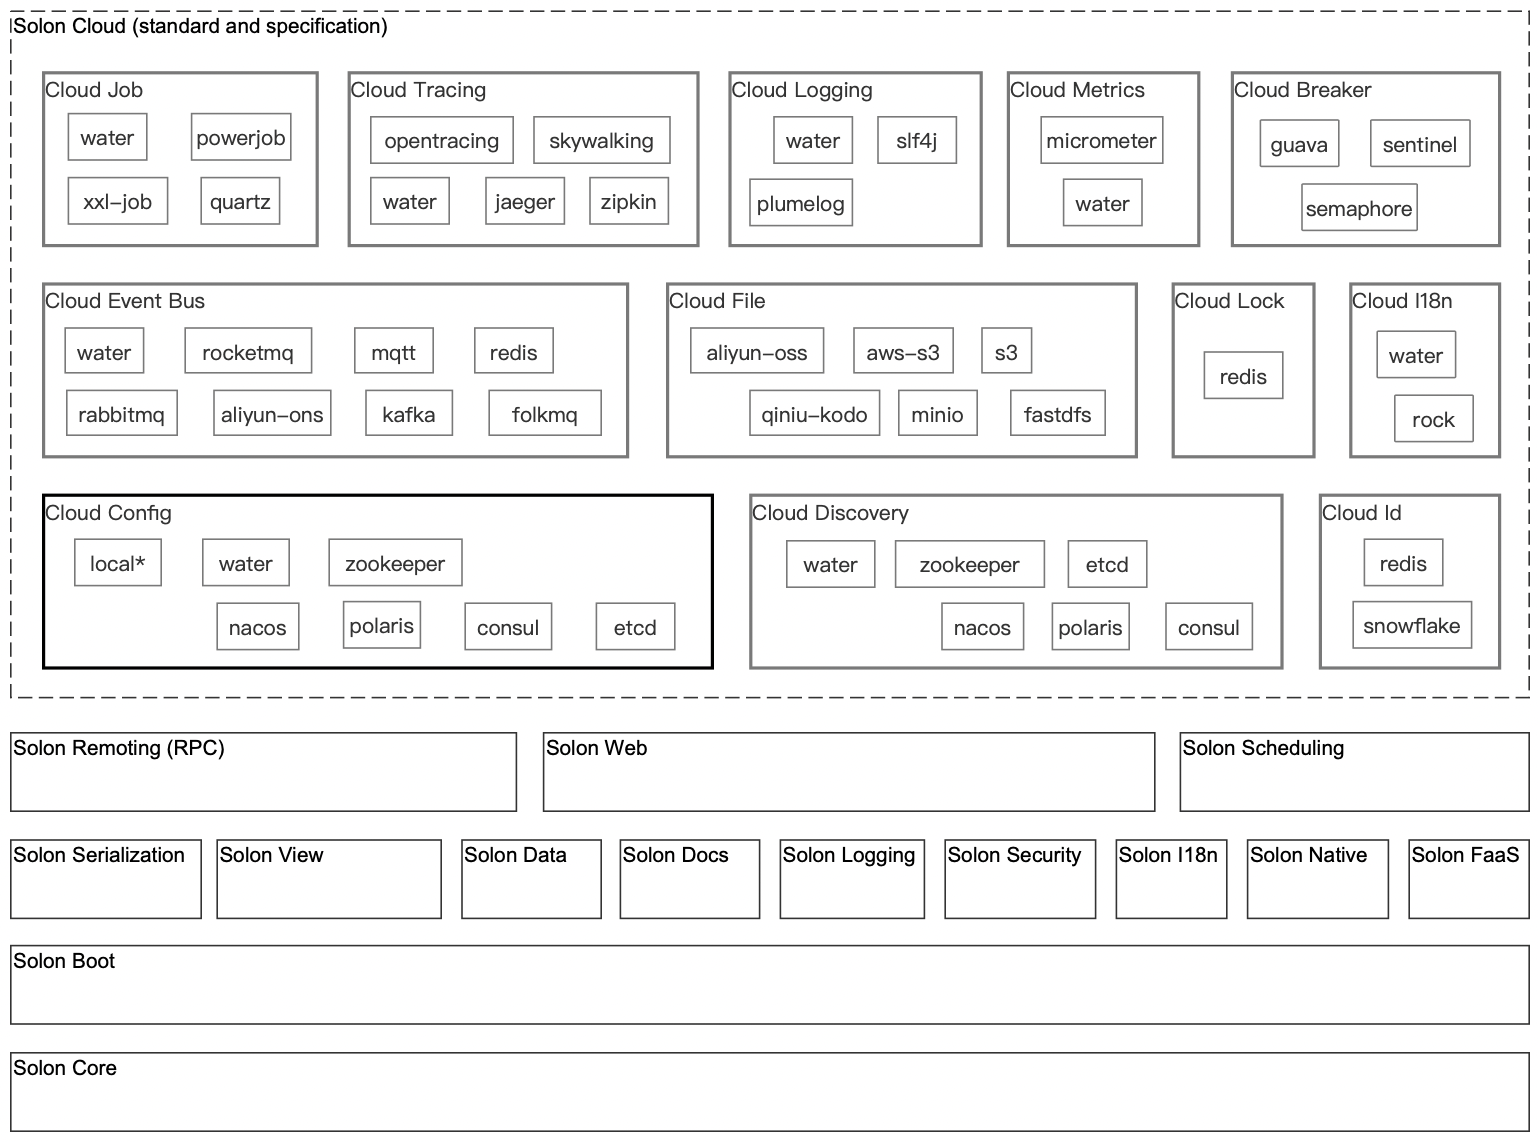 Solon Cloud (standard and specification)
Cloud Job
water
powerjob
xxl-job
quartz
Cloud Tracing
opentracing
skywalking
water
jaeger
zipkin
Cloud Logging
water
slf4j
plumelog
Cloud Metrics
micrometer
water
Cloud Breaker
guava
sentinel
semaphore
Cloud Event Bus
water
rocketmq
mqtt
redis
rabbitmq
aliyun-ons
kafka
folkmq
Cloud File
aliyun-oss
aws-s3
s3
qiniu-kodo
minio
fastdfs
Cloud Lock
redis
Cloud I18n
water
rock
Cloud Config
local*
water
zookeeper
nacos
polaris
consul
etcd
Cloud Discovery
water
zookeeper
etcd
nacos
polaris
consul
Cloud Id
redis
snowflake
Solon Remoting (RPC)
Solon Web
Solon Scheduling
Solon Serialization
Solon View
Solon Data
Solon Docs
Solon Logging
Solon Security
Solon I18n
Solon Native
Solon FaaS
Solon Boot
Solon Core